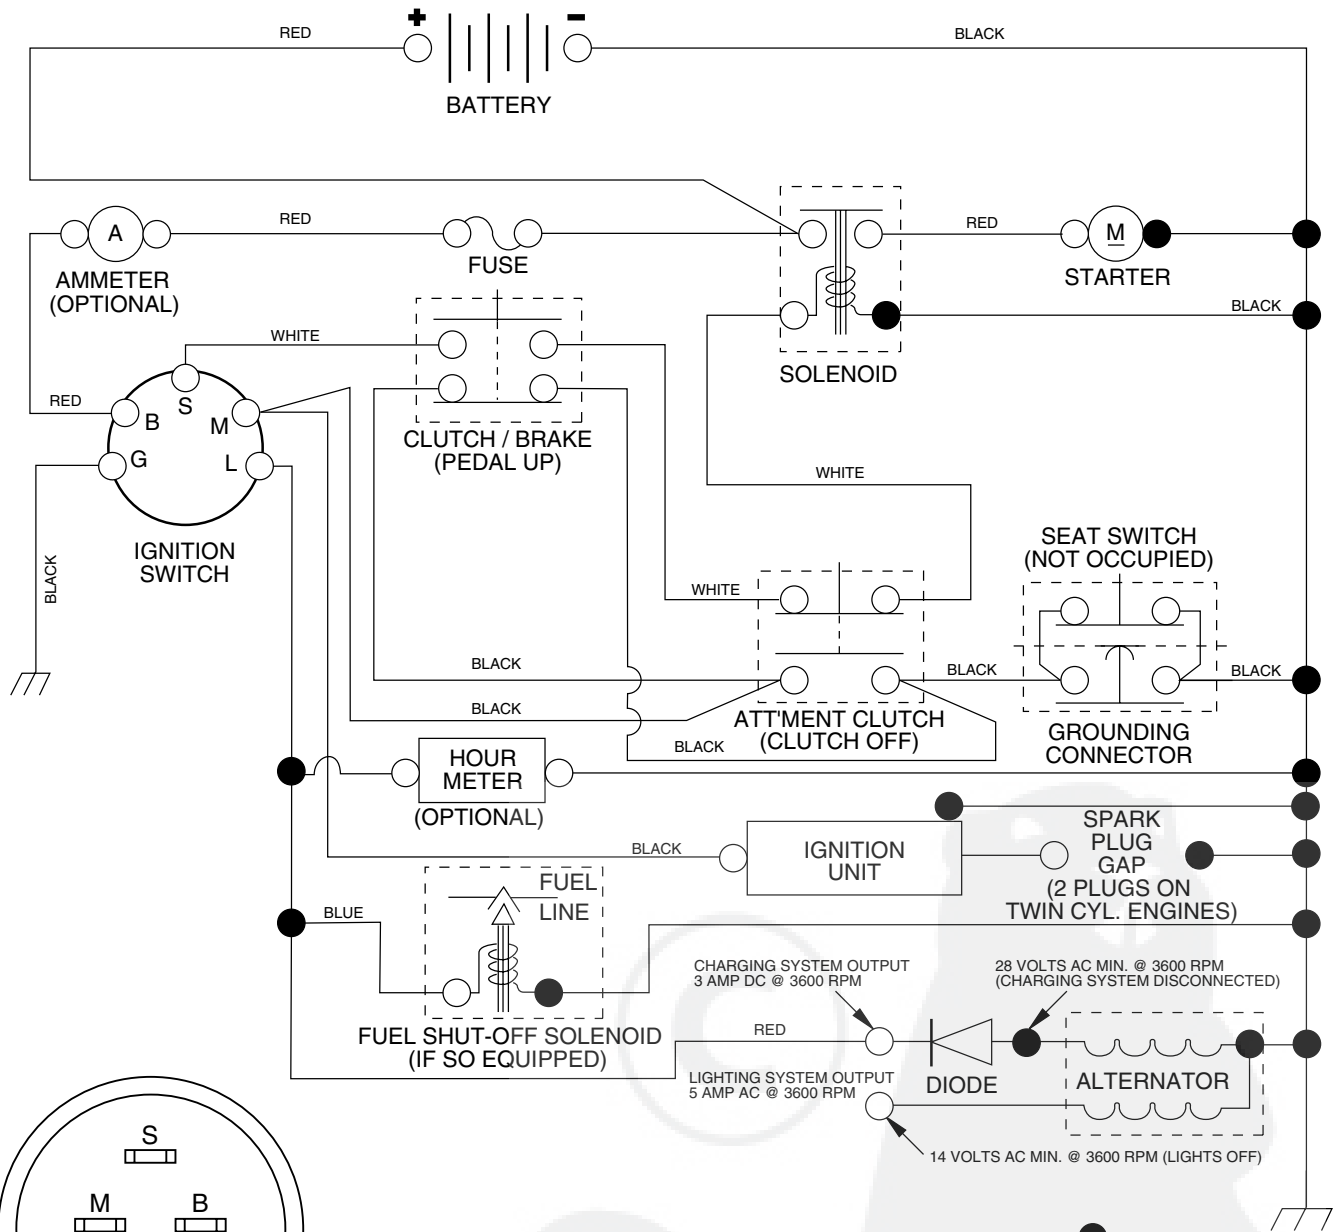 + −
RED
BLACK
BATTERY
A
RED
RED
M
FUSE
STARTER
AMMETER
(OPTIONAL)
BLACK
WHITE
SOLENOID
RED
S
B
M
G
L
CLUTCH / BRAKE
(PEDAL UP)
WHITE
IGNITION
SWITCH
BLACK
SEAT SWITCH
(NOT OCCUPIED)
WHITE
BLACK
BLACK
BLACK
BLACK
ATT'MENT CLUTCH
(CLUTCH OFF)
BLACK
GROUNDING
CONNECTOR
HOUR
METER
(OPTIONAL)
SPARK
PLUG
GAP
(2 PLUGS ON
TWIN CYL. ENGINES)
BLACK
IGNITION
UNIT
FUEL
LINE
BLUE
CHARGING SYSTEM OUTPUT
3 AMP DC @ 3600 RPM
28 VOLTS AC MIN. @ 3600 RPM
(CHARGING SYSTEM DISCONNECTED)
FUEL SHUT-OFF SOLENOID
(IF SO EQUIPPED)
RED
LIGHTING SYSTEM OUTPUT
5 AMP AC @ 3600 RPM
DIODE
ALTERNATOR
14 VOLTS AC MIN. @ 3600 RPM (LIGHTS OFF)
©
S
M B